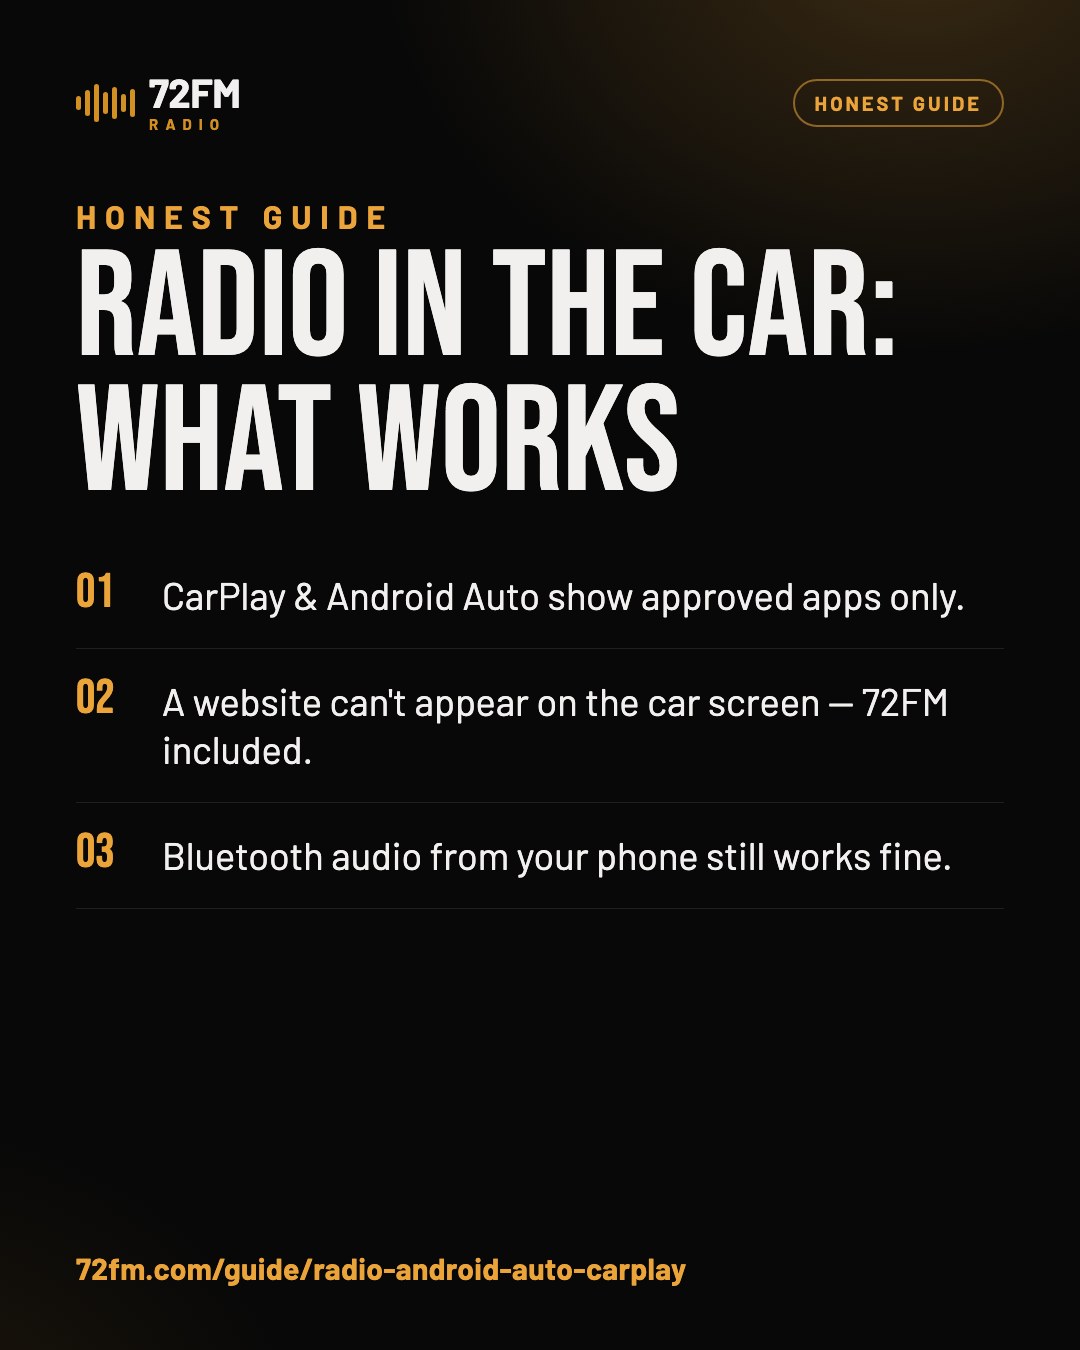 72FM
RADIO
HONEST GUIDE
HONEST GUIDE
RADIO IN THE CAR:
WHAT WORKS
01 CarPlay & Android Auto show approved apps only.
02 A website can't appear on the car screen — 72FM
included.
03 Bluetooth audio from your phone still works fine.
72fm.com/guide/radio-android-auto-carplay